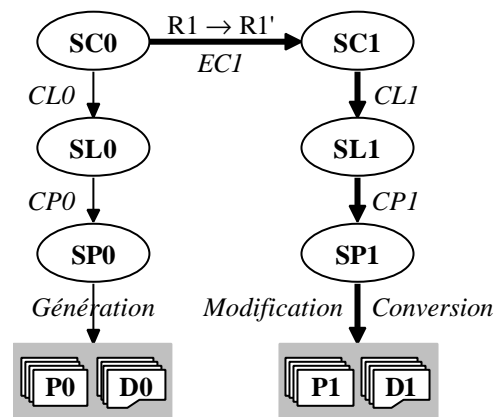 SC0 R1 → R1' SC1
EC1
CL0 CL1
SL0 SL1
CP0 CP1
SP0 SP1
Génération Modification Conversion
P0 D0 P1 D1